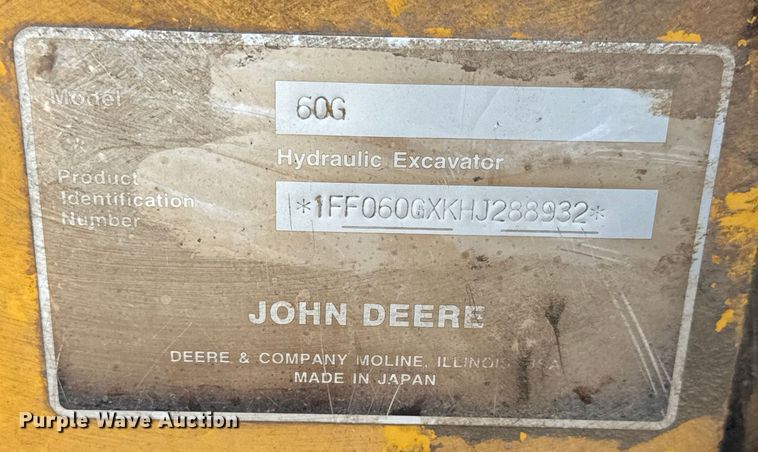 Model 60G
Hydraulic Excavator
Product
Identification
Number
*1FF060GXKHJ288932*
JOHN DEERE
DEERE & COMPANY MOLINE, ILLINOIS USA
MADE IN JAPAN
Purple Wave Auction